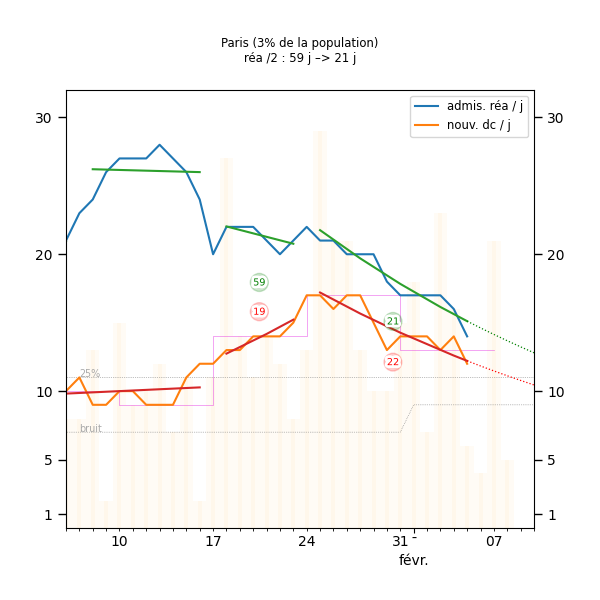 Paris (3% de la population)
réa /2 : 59 j –> 21 j
admis. réa / j
nouv. dc / j
30 30
20 20
59
19
21
22
25%
10 10
bruit
5 5
1 1
10 17 24 31 - 07
févr.